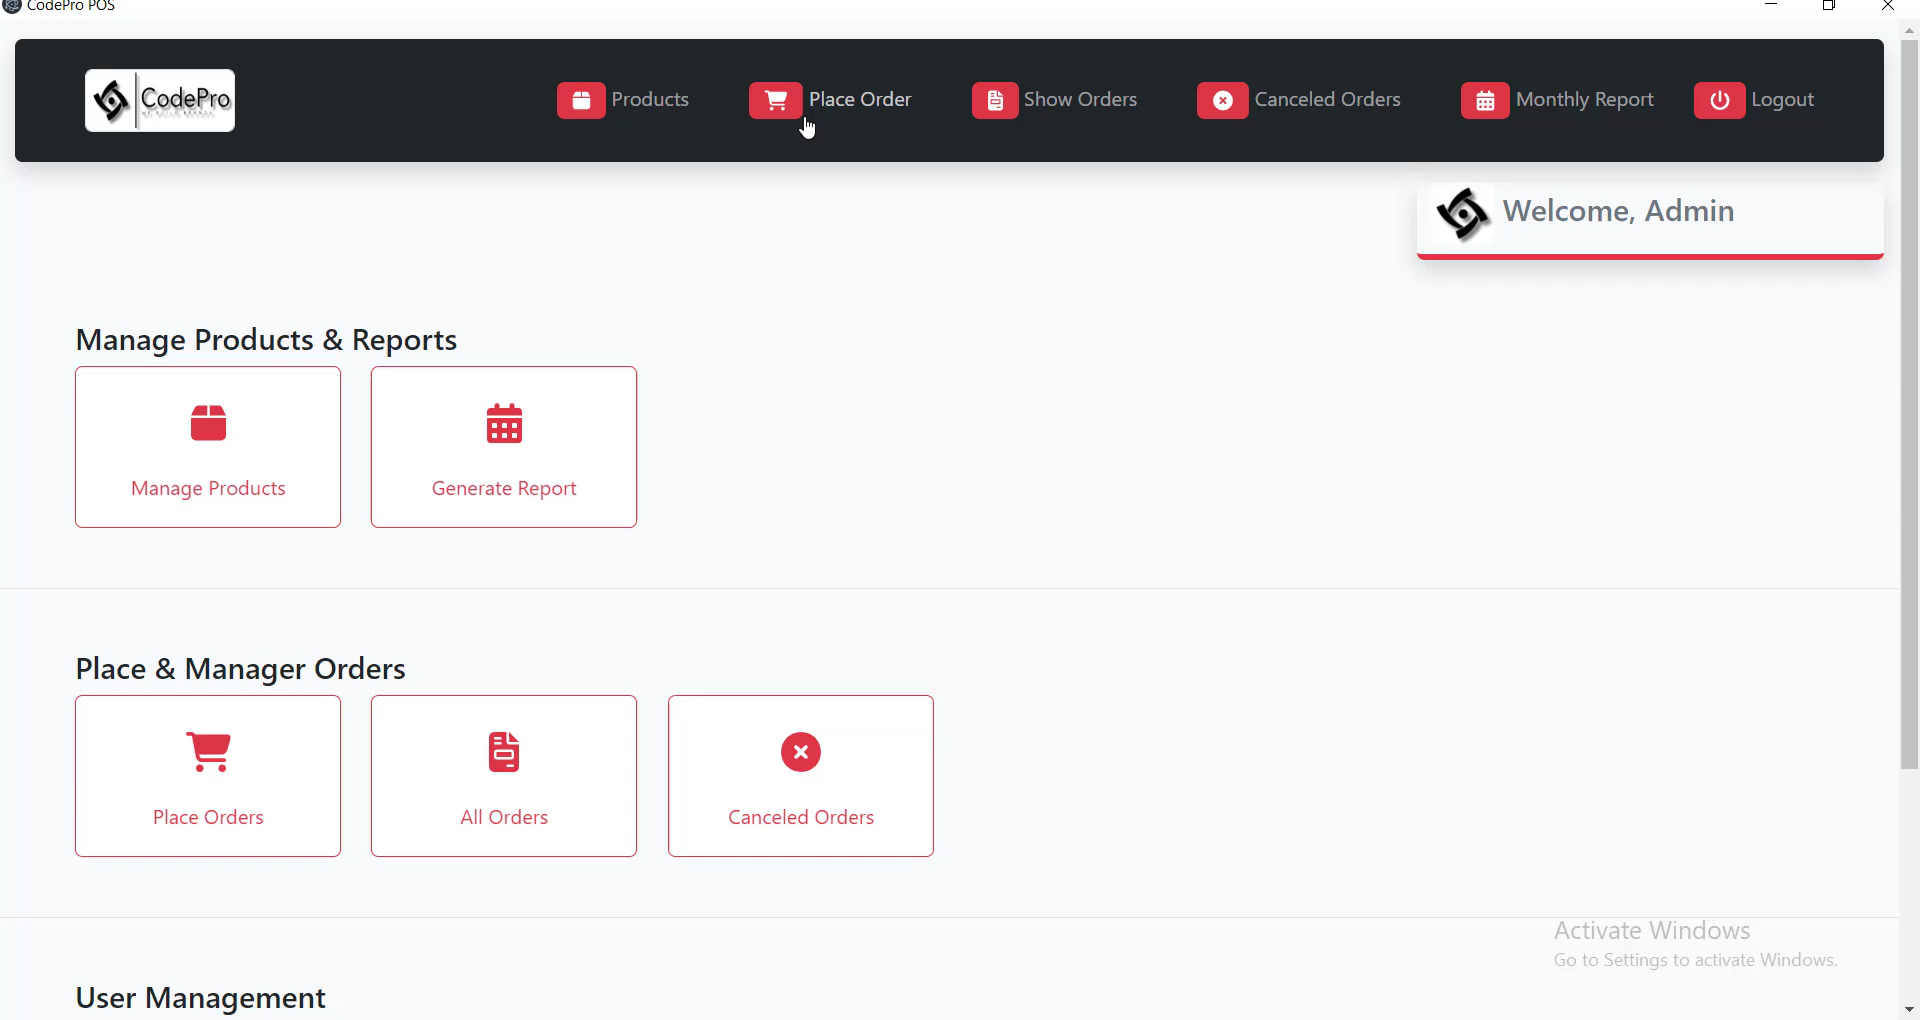 CodePro POS
CodePro
Products
Place Order
Show Orders
Canceled Orders
Monthly Report
Logout
Welcome, Admin
Manage Products & Reports
Manage Products
Generate Report
Place & Manager Orders
Place Orders
All Orders
Canceled Orders
Activate Windows
Go to Settings to activate Windows.
User Management